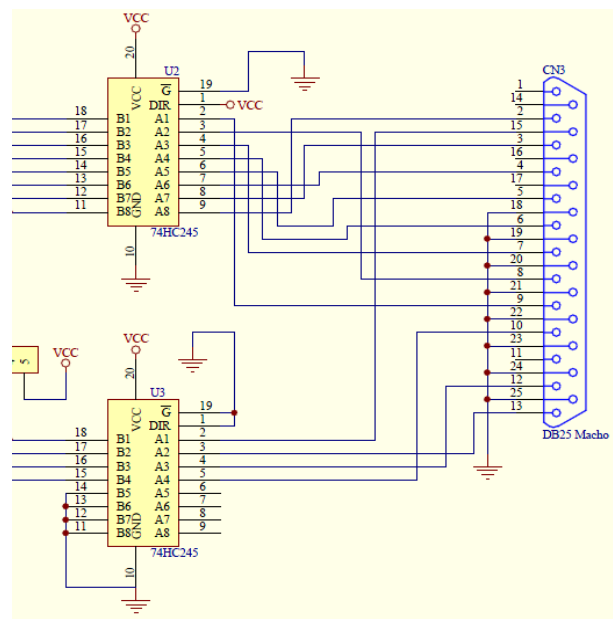 VCC
20
U2
VCC
G 19
DIR 1 VCC
18 B1 A1 2
17 B2 A2 3
16 B3 A3 4
15 B4 A4 5
14 B5 A5 6
13 B6 A6 7
12 B7 A7 8
11 B8 A8 9
GND
74HC245
10
CN3
1
14
2
15
3
16
4
17
5
18
6
19
7
20
8
21
9
22
10
23
11
24
12
25
13
DB25 Macho
VCC
5
VCC
20
U3
VCC
G 19
DIR 1
18 B1 A1 2
17 B2 A2 3
16 B3 A3 4
15 B4 A4 5
14 B5 A5 6
13 B6 A6 7
12 B7 A7 8
11 B8 A8 9
GND
74HC245
10